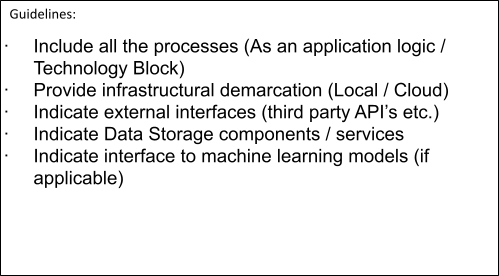 Guidelines:
· Include all the processes (As an application logic /
Technology Block)
· Provide infrastructural demarcation (Local / Cloud)
· Indicate external interfaces (third party API's etc.)
· Indicate Data Storage components / services
· Indicate interface to machine learning models (if
applicable)